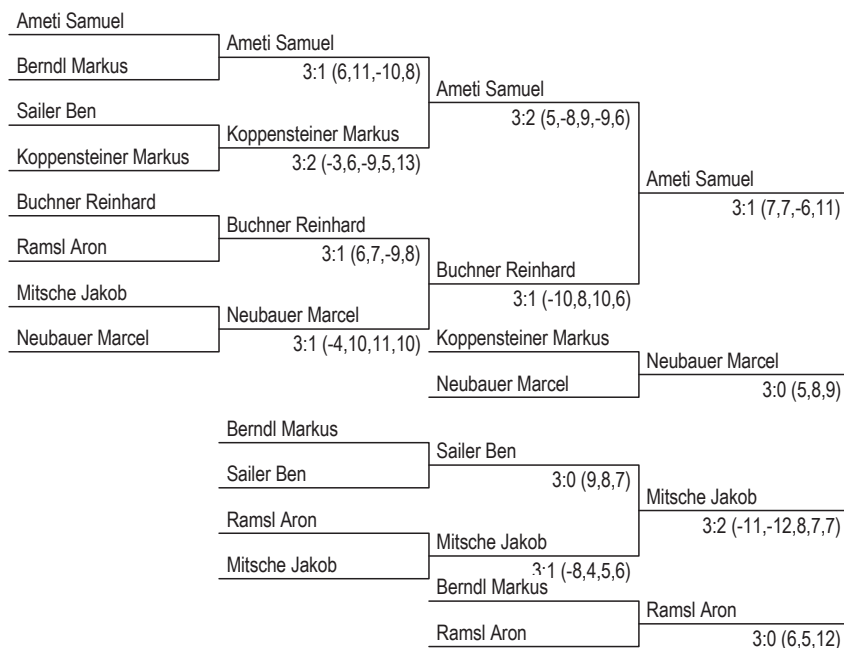 Ameti Samuel
Ameti Samuel
Berndl Markus
3:1 (6,11,-10,8)
Ameti Samuel
Sailer Ben
3:2 (5,-8,9,-9,6)
Koppensteiner Markus
Koppensteiner Markus
3:2 (-3,6,-9,5,13)
Ameti Samuel
Buchner Reinhard
3:1 (7,7,-6,11)
Buchner Reinhard
Ramsl Aron
3:1 (6,7,-9,8)
Buchner Reinhard
Mitsche Jakob
3:1 (-10,8,10,6)
Neubauer Marcel
Neubauer Marcel
3:1 (-4,10,11,10)
Koppensteiner Markus
Neubauer Marcel
Neubauer Marcel
3:0 (5,8,9)
Berndl Markus
Sailer Ben
Sailer Ben
3:0 (9,8,7)
Mitsche Jakob
Ramsl Aron
3:2 (-11,-12,8,7,7)
Mitsche Jakob
Mitsche Jakob
3:1 (-8,4,5,6)
Berndl Markus
Ramsl Aron
Ramsl Aron
3:0 (6,5,12)